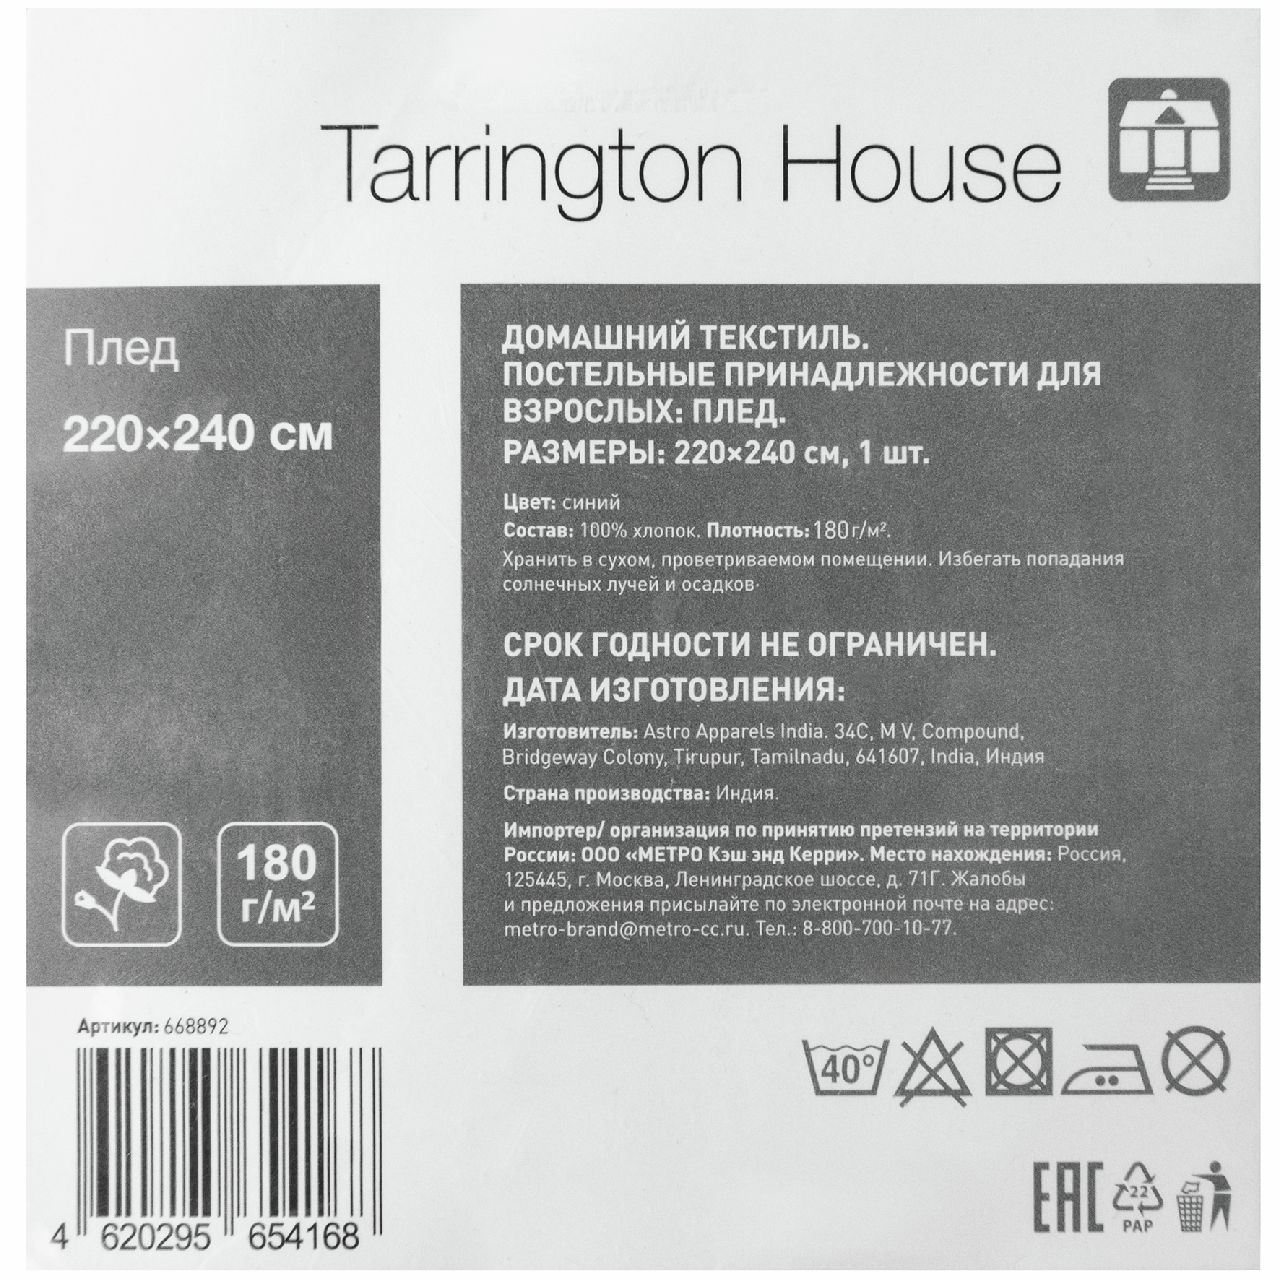 Tarrington House
Плед
220×240 см
180
г/м²
ДОМАШНИЙ ТЕКСТИЛЬ.
ПОСТЕЛЬНЫЕ ПРИНАДЛЕЖНОСТИ ДЛЯ
ВЗРОСЛЫХ: ПЛЕД.
РАЗМЕРЫ: 220×240 см, 1 шт.
Цвет: синий
Состав: 100% хлопок. Плотность: 180 г/м².
Хранить в сухом, проветриваемом помещении. Избегать попадания
солнечных лучей и осадков.
СРОК ГОДНОСТИ НЕ ОГРАНИЧЕН.
ДАТА ИЗГОТОВЛЕНИЯ:
Изготовитель: Astro Apparels India. 34C, M V, Compound,
Bridgeway Colony, Tirupur, Tamilnadu, 641607, India, Индия
Страна производства: Индия.
Импортер/ организация по принятию претензий на территории
России: ООО «МЕТРО Кэш энд Керри». Место нахождения: Россия,
125445, г. Москва, Ленинградское шоссе, д. 71Г. Жалобы
и предложения присылайте по электронной почте на адрес:
metro-brand@metro-cc.ru. Тел.: 8-800-700-10-77.
Артикул: 668892
4 620295 654168
40°
EAC
22
PAP